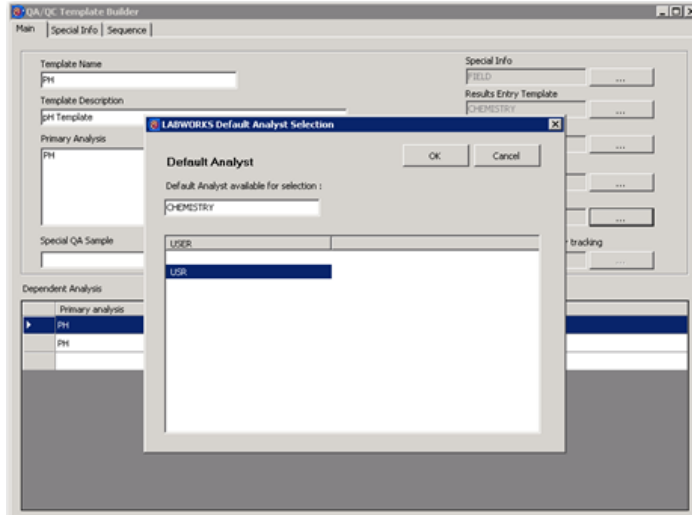 QA/QC Template Builder
Main Special Info Sequence
Template Name
PH
Template Description
pH Template
Primary Analysis
PH
Special QA Sample
Special Info
FIELD
...
Results Entry Template
CHEMISTRY
...
...
...
...
tracking
...
LABWORKS Default Analyst Selection
Default Analyst
OK
Cancel
Default Analyst available for selection :
CHEMISTRY
USER
USR
Dependent Analysis
Primary analysis
PH
PH